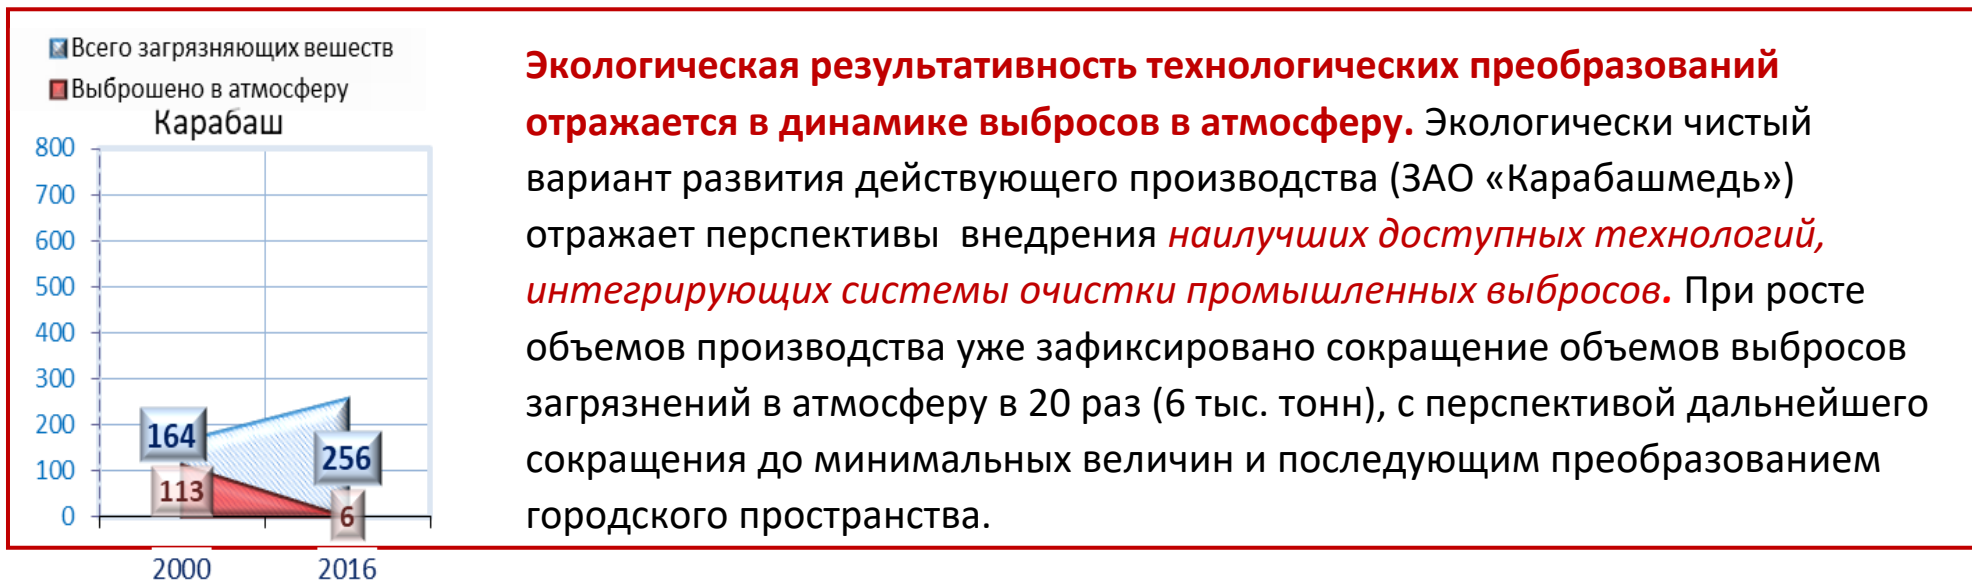 Всего загрязняющих вешеств
Выброшено в атмосферу
Карабаш
800
700
600
500
400
300
200
100
0
164
256
113
6
2000
2016
Экологическая результативность технологических преобразований
отражается в динамике выбросов в атмосферу. Экологически чистый
вариант развития действующего производства (ЗАО «Карабашмедь»)
отражает перспективы внедрения наилучших доступных технологий,
интегрирующих системы очистки промышленных выбросов. При росте
объемов производства уже зафиксировано сокращение объемов выбросов
загрязнений в атмосферу в 20 раз (6 тыс. тонн), с перспективой дальнейшего
сокращения до минимальных величин и последующим преобразованием
городского пространства.